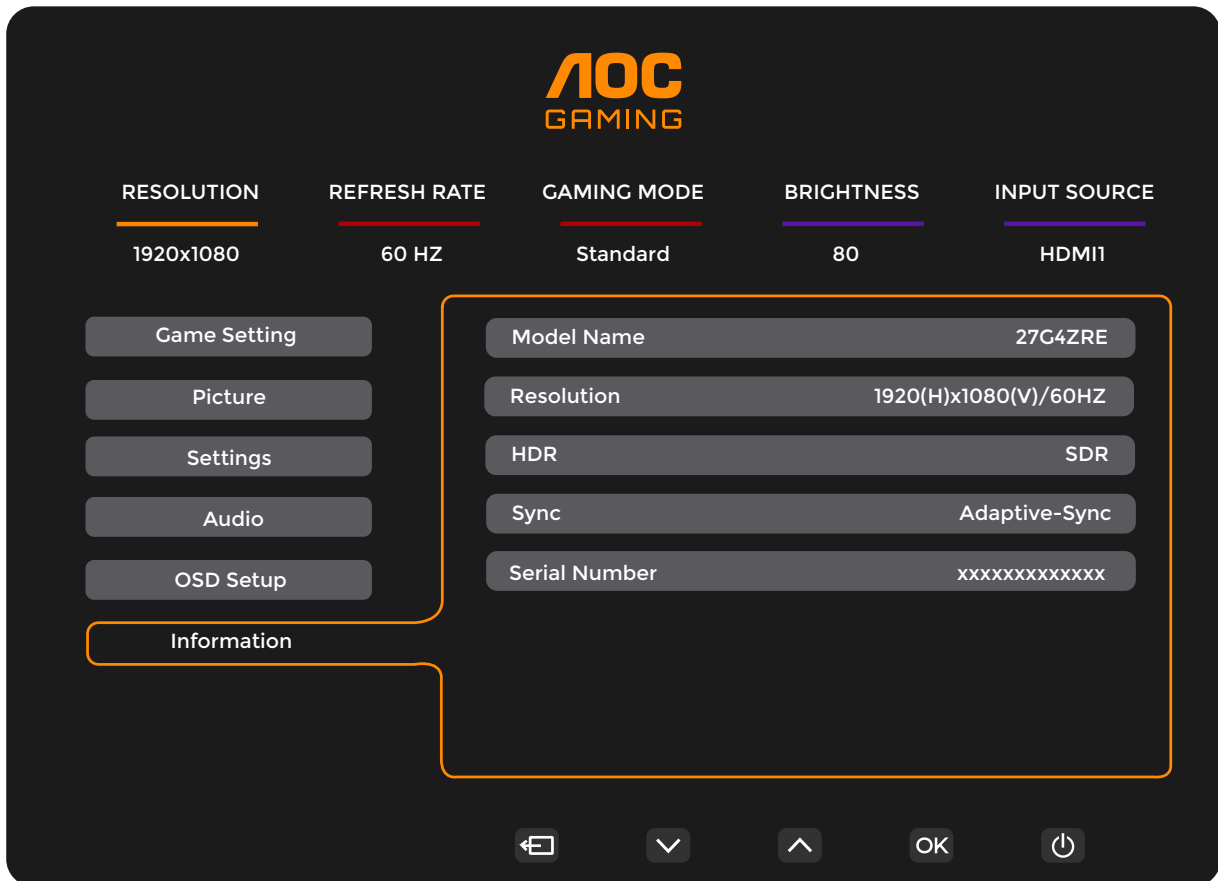 AOC
GAMING
RESOLUTION REFRESH RATE GAMING MODE BRIGHTNESS INPUT SOURCE
1920x1080 60 HZ Standard 80 HDMI1
Game Setting
Picture
Settings
Audio
OSD Setup
Information
Model Name 27G4ZRE
Resolution 1920(H)x1080(V)/60HZ
HDR SDR
Sync Adaptive-Sync
Serial Number xxxxxxxxxxxxx
OK